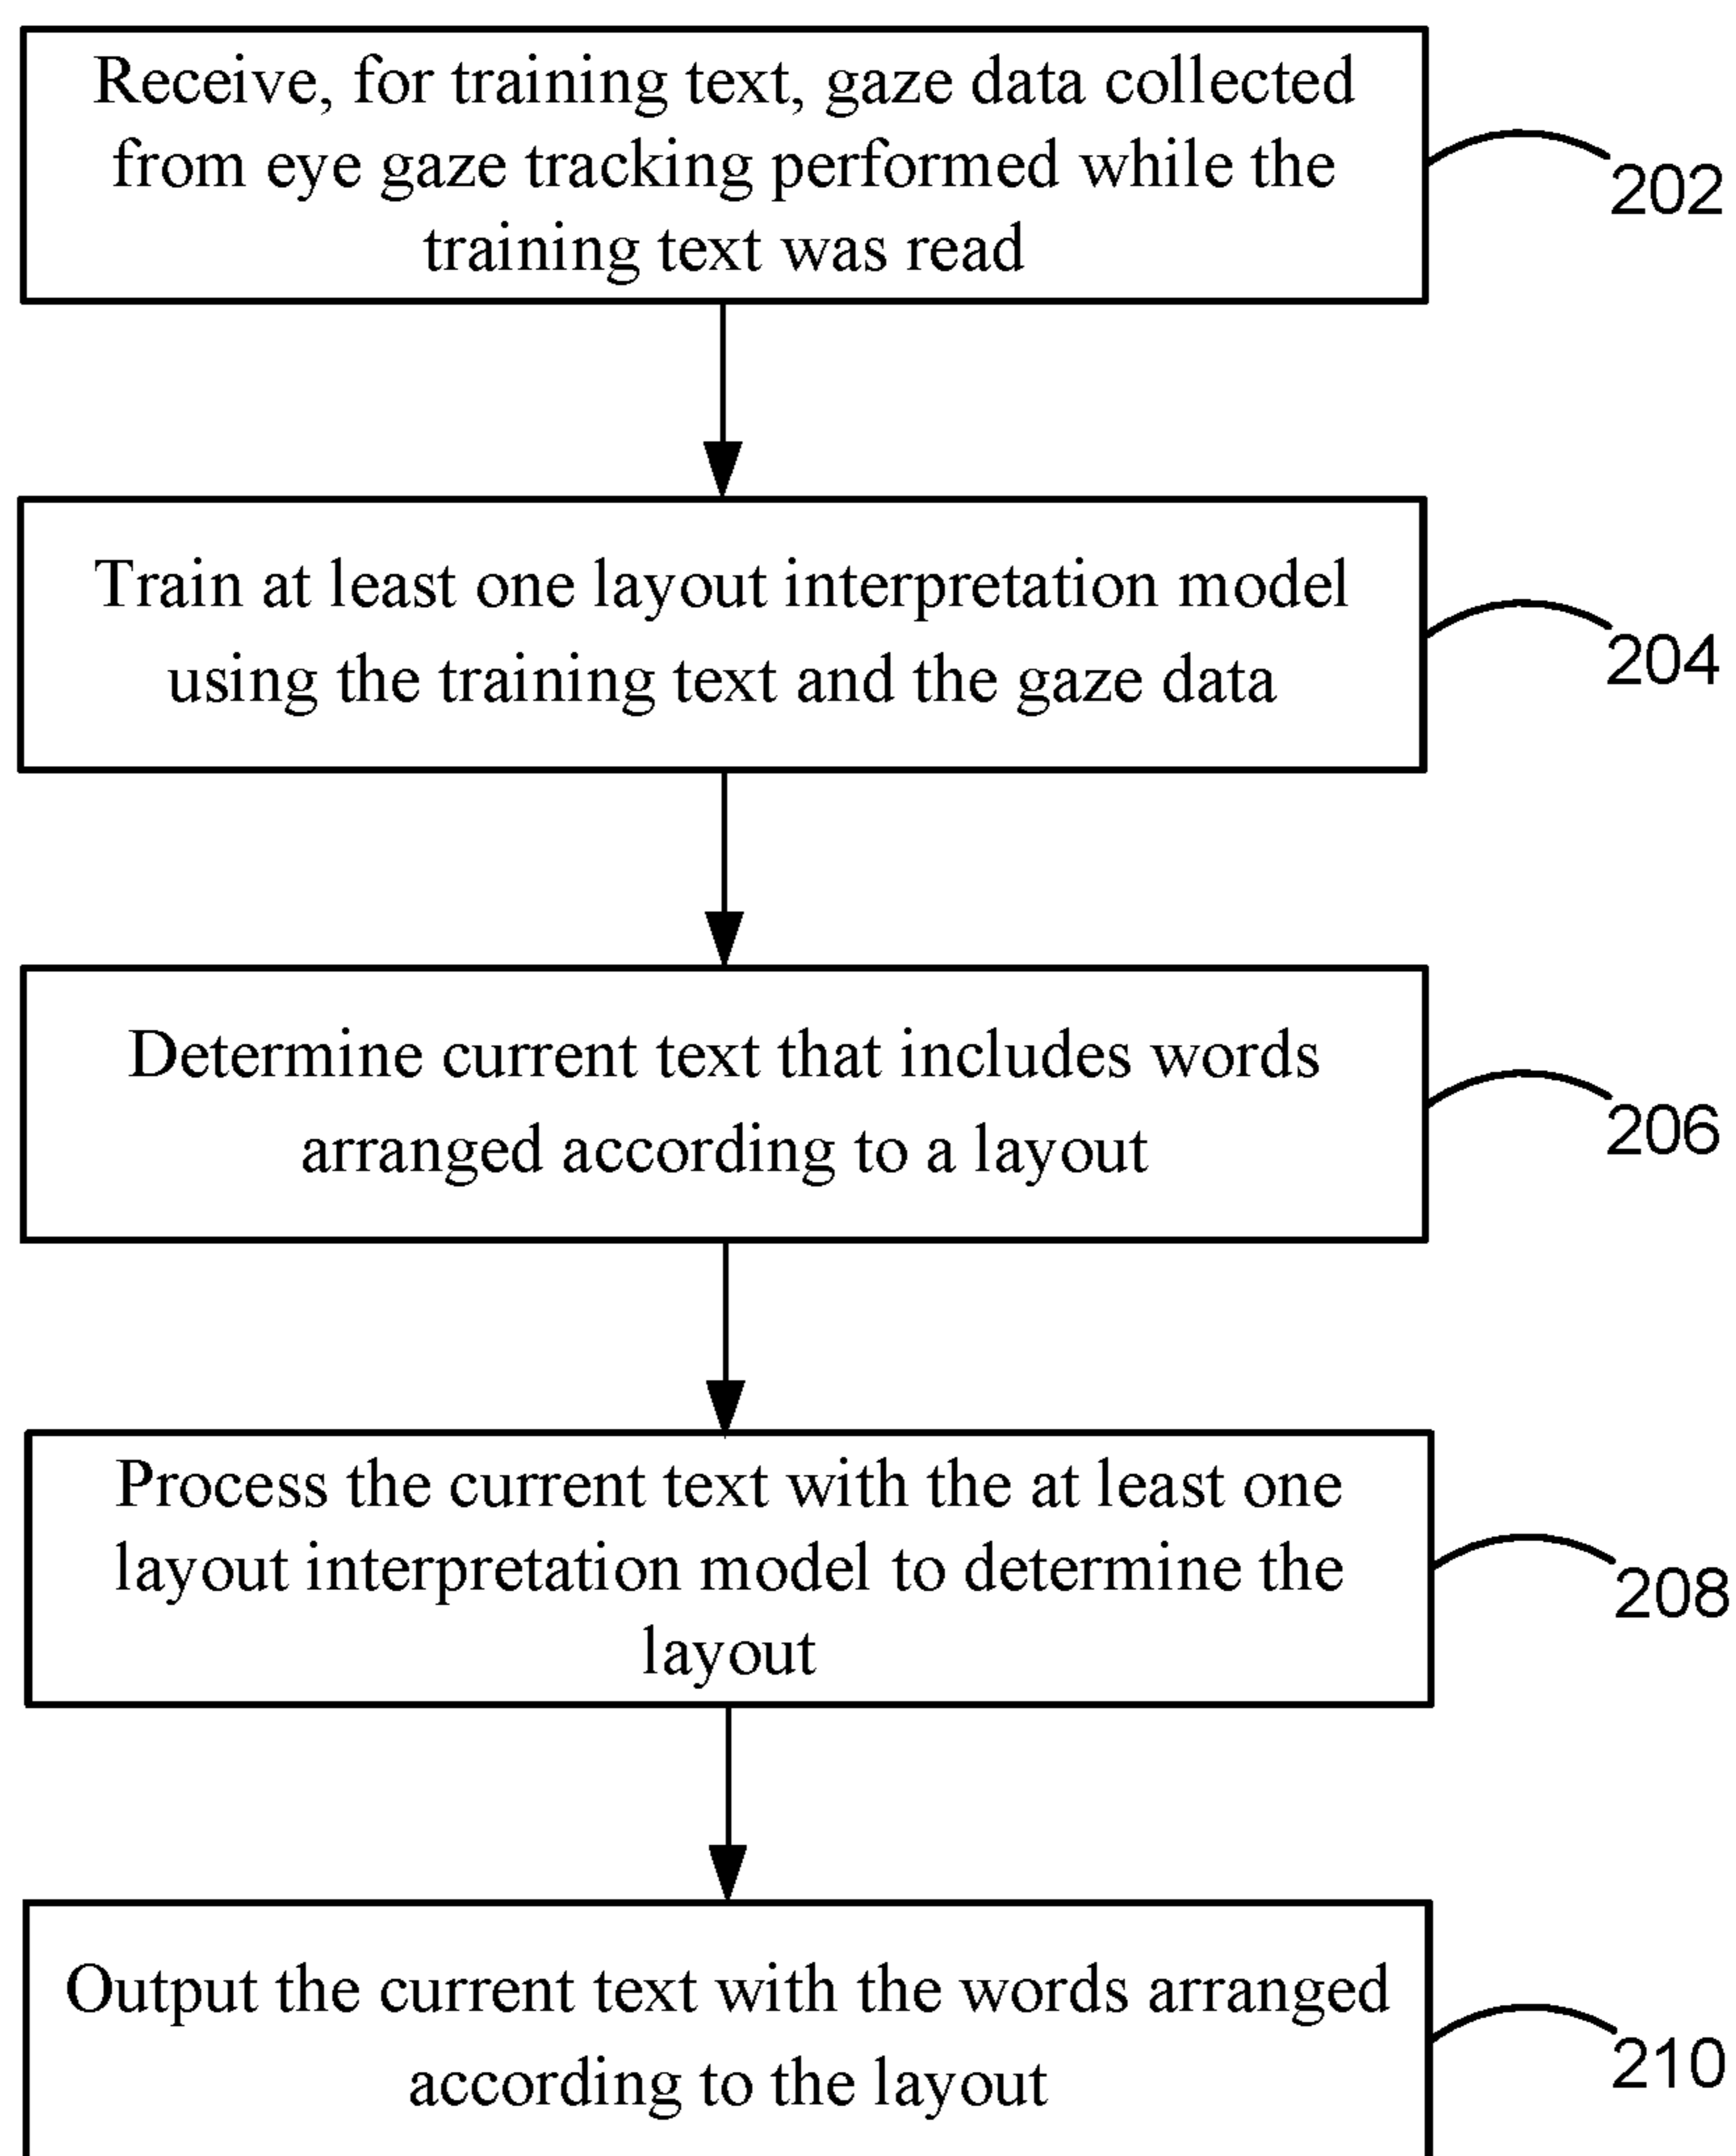 Receive, for training text, gaze data collected
from eye gaze tracking performed while the
training text was read
202
Train at least one layout interpretation model
using the training text and the gaze data
204
Determine current text that includes words
arranged according to a layout
206
Process the current text with the at least one
layout interpretation model to determine the
layout
208
Output the current text with the words arranged
according to the layout
210